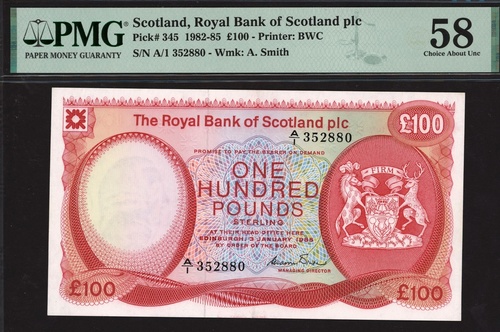 PMG
PAPER MONEY GUARANTY
Scotland, Royal Bank of Scotland plc
Pick# 345 1982-85 £100 - Printer: BWC
S/N A/1 352880 - Wmk: A. Smith
58
Choice About Unc
The Royal Bank of Scotland plc
£100
A/1 352880
PROMISE TO PAY THE BEARER ON DEMAND
ONE
HUNDRED
POUNDS
STERLING
AT THEIR HEAD OFFICE HERE
EDINBURGH, 3 JANUARY 1985
BY ORDER OF THE BOARD
FIRM
A/1 352880
MANAGING DIRECTOR
£100
£100